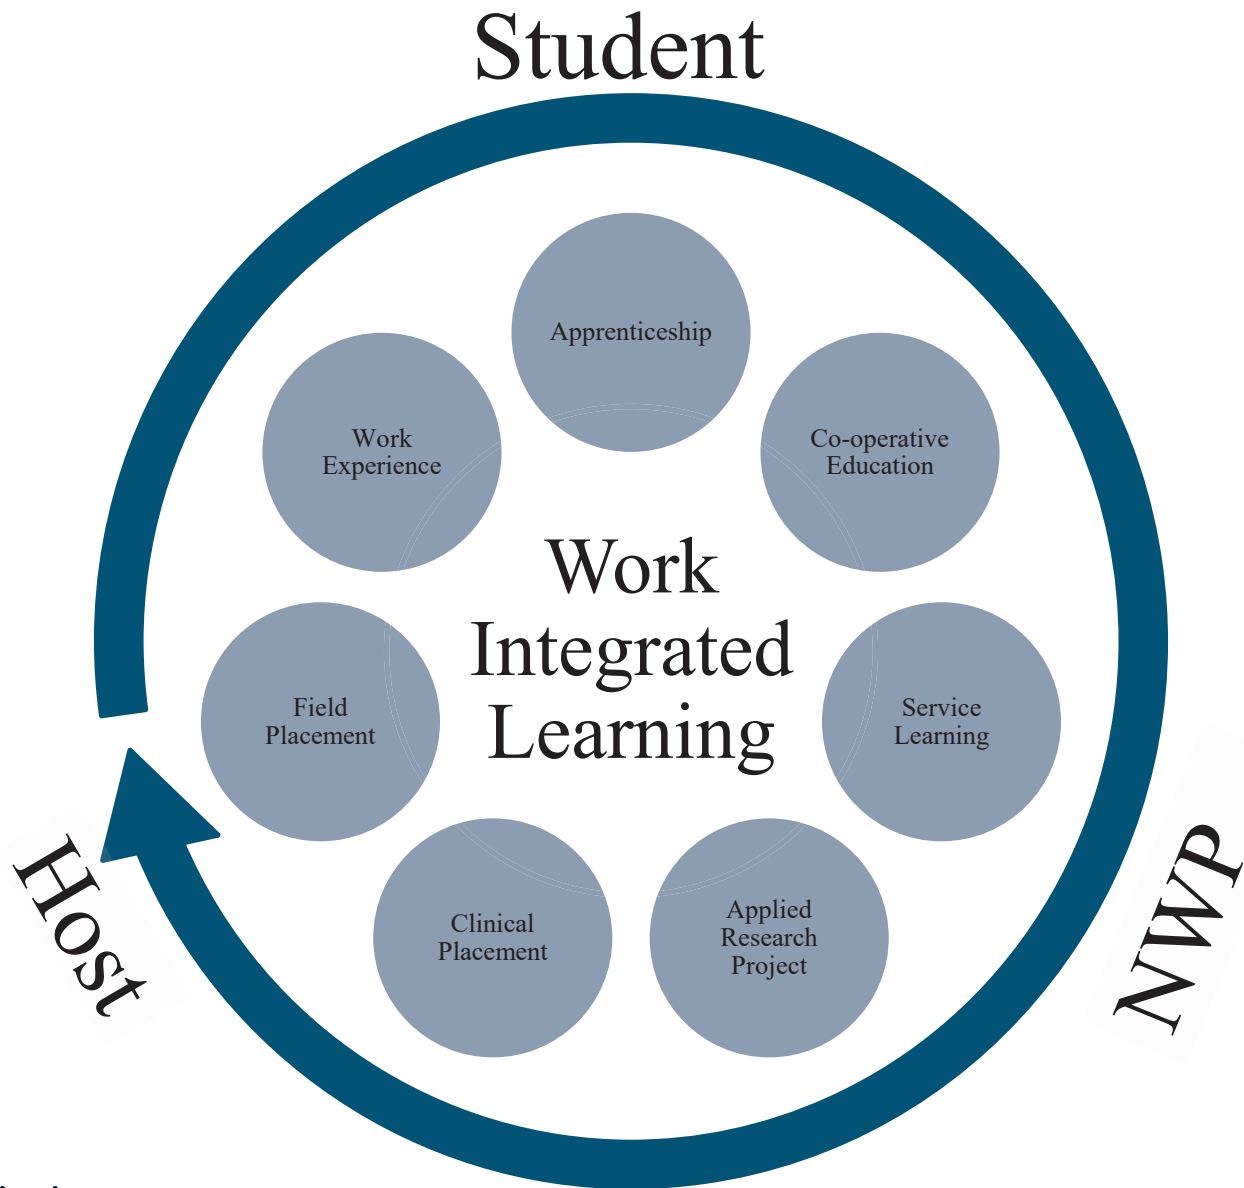 Student
Apprenticeship
Work
Experience
Co-operative
Education
Work
Integrated
Learning
Field
Placement
Service
Learning
Host
NWP
Clinical
Placement
Applied
Research
Project